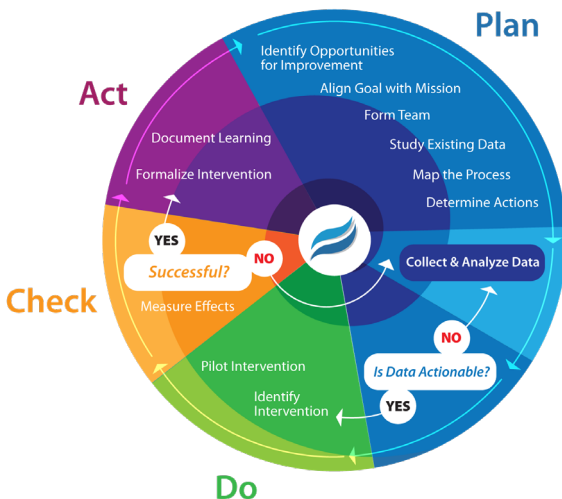 Plan
Identify Opportunities
for Improvement
Align Goal with Mission
Form Team
Study Existing Data
Map the Process
Determine Actions
Collect & Analyze Data
NO
Is Data Actionable?
YES
Do
Identify
Intervention
Pilot Intervention
Check
Measure Effects
Successful?
NO
YES
Act
Formalize Intervention
Document Learning